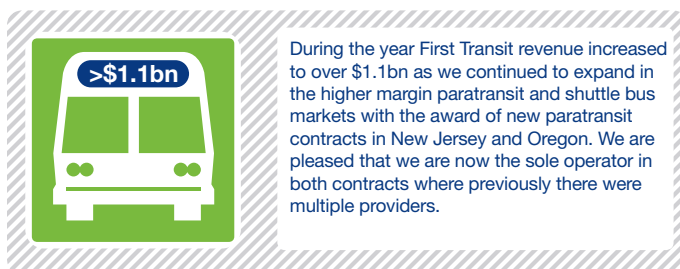 >$1.1bn
During the year First Transit revenue increased
to over $1.1bn as we continued to expand in
the higher margin paratransit and shuttle bus
markets with the award of new paratransit
contracts in New Jersey and Oregon. We are
pleased that we are now the sole operator in
both contracts where previously there were
multiple providers.